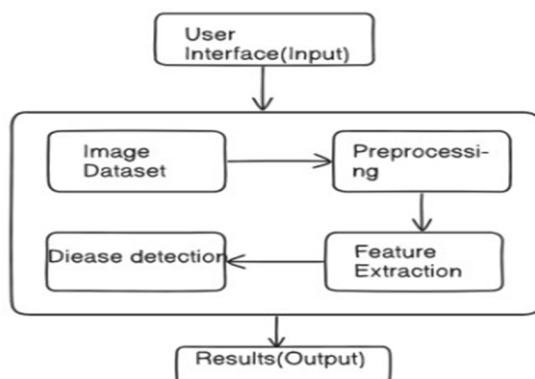 User
Interface(Input)
Image
Dataset
Preprocessi-
ng
Feature
Extraction
Diease detection
Results(Output)